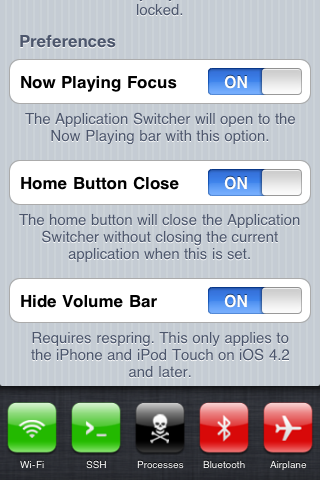 locked.
Preferences
Now Playing Focus ON
The Application Switcher will open to the
Now Playing bar with this option.
Home Button Close ON
The home button will close the Application
Switcher without closing the current
application when this is set.
Hide Volume Bar ON
Requires respring. This only applies to
the iPhone and iPod Touch on iOS 4.2
and later.
>_
Wi-Fi SSH Processes Bluetooth Airplane